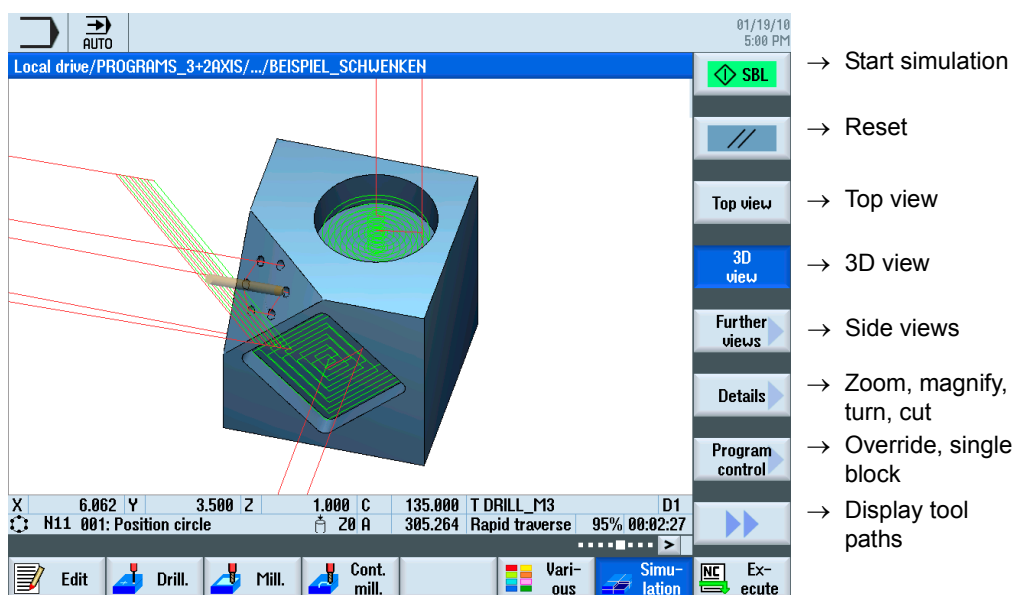 AUTO
01/19/10
5:00 PM
Local drive/PROGRAMS_3+2AXIS/.../BEISPIEL_SCHWENKEN
SBL
→ Start simulation
//
→ Reset
Top view
→ Top view
3D
view
→ 3D view
Further
views
→ Side views
Details
→ Zoom, magnify,
turn, cut
Program
control
→ Override, single
block
→ Display tool
paths
X 6.062 Y 3.500 Z 1.000 C 135.000 T DRILL_M3 D1
N11 001: Position circle Z0 A 305.264 Rapid traverse 95% 00:02:27
>
Edit
Drill.
Mill.
Cont.
mill.
Vari-
ous
Simu-
lation
NC
Ex-
ecute